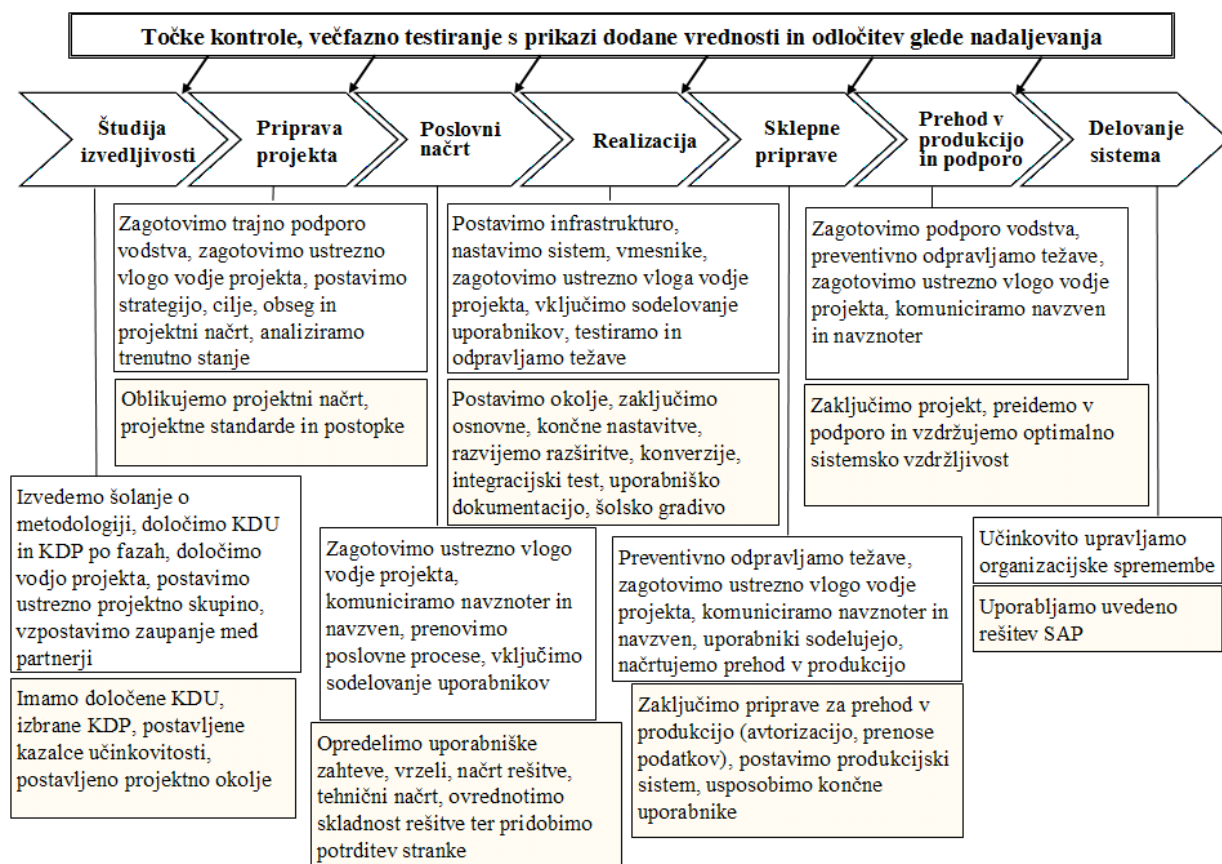 Točke kontrole, večfazno testiranje s prikazi dodane vrednosti in odločitev glede nadaljevanja
Študija
izvedljivosti
Priprava
projekta
Poslovni
načrt
Realizacija
Sklepne
priprave
Prehod v
produkcijo
in podporo
Delovanje
sistema
Zagotovimo trajno podporo
vodstva, zagotovimo ustrezno
vlogo vodje projekta, postavimo
strategijo, cilje, obseg in
projektni načrt, analiziramo
trenutno stanje
Oblikujemo projektni načrt,
projektne standarde in postopke
Postavimo infrastrukturo,
nastavimo sistem, vmesnike,
zagotovimo ustrezno vloga vodje
projekta, vključimo sodelovanje
uporabnikov, testiramo in
odpravljamo težave
Postavimo okolje, zaključimo
osnovne, končne nastavitve,
razvijemo razširitve, konverzije,
integracijski test, uporabniško
dokumentacijo, šolsko gradivo
Zagotovimo podporo vodstva,
preventivno odpravljamo težave,
zagotovimo ustrezno vlogo vodje
projekta, komuniciramo navzven
in navznoter
Zaključimo projekt, preidemo v
podporo in vzdržujemo optimalno
sistemsko vzdržljivost
Izvedemo šolanje o
metodologiji, določimo KDU
in KDP po fazah, določimo
vodjo projekta, postavimo
ustrezno projektno skupino,
vzpostavimo zaupanje med
partnerji
Imamo določene KDU,
izbrane KDP, postavljene
kazalce učinkovitosti,
postavljeno projektno okolje
Zagotovimo ustrezno vlogo
vodje projekta,
komuniciramo navznoter in
navzven, prenovimo
poslovne procese, vključimo
sodelovanje uporabnikov
Opredelimo uporabniške
zahteve, vrzeli, načrt rešitve,
tehnični načrt, ovrednotimo
skladnost rešitve ter pridobimo
potrditev stranke
Preventivno odpravljamo težave,
zagotovimo ustrezno vlogo vodje
projekta, komuniciramo navznoter in
navzven, uporabniki sodelujejo,
načrtujemo prehod v produkcijo
Zaključimo priprave za prehod v
produkcijo (avtorizacijo, prenose
podatkov), postavimo produkcijski
sistem, usposobimo končne
uporabnike
Učinkovito upravljamo
organizacijske spremembe
Uporabljamo uvedeno
rešitev SAP